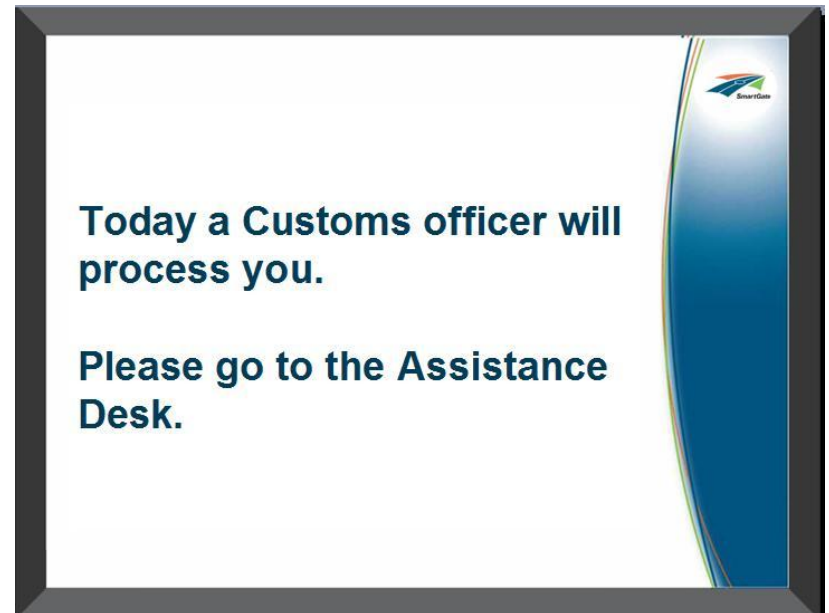 SmartGate
Today a Customs officer will
process you.
Please go to the Assistance
Desk.